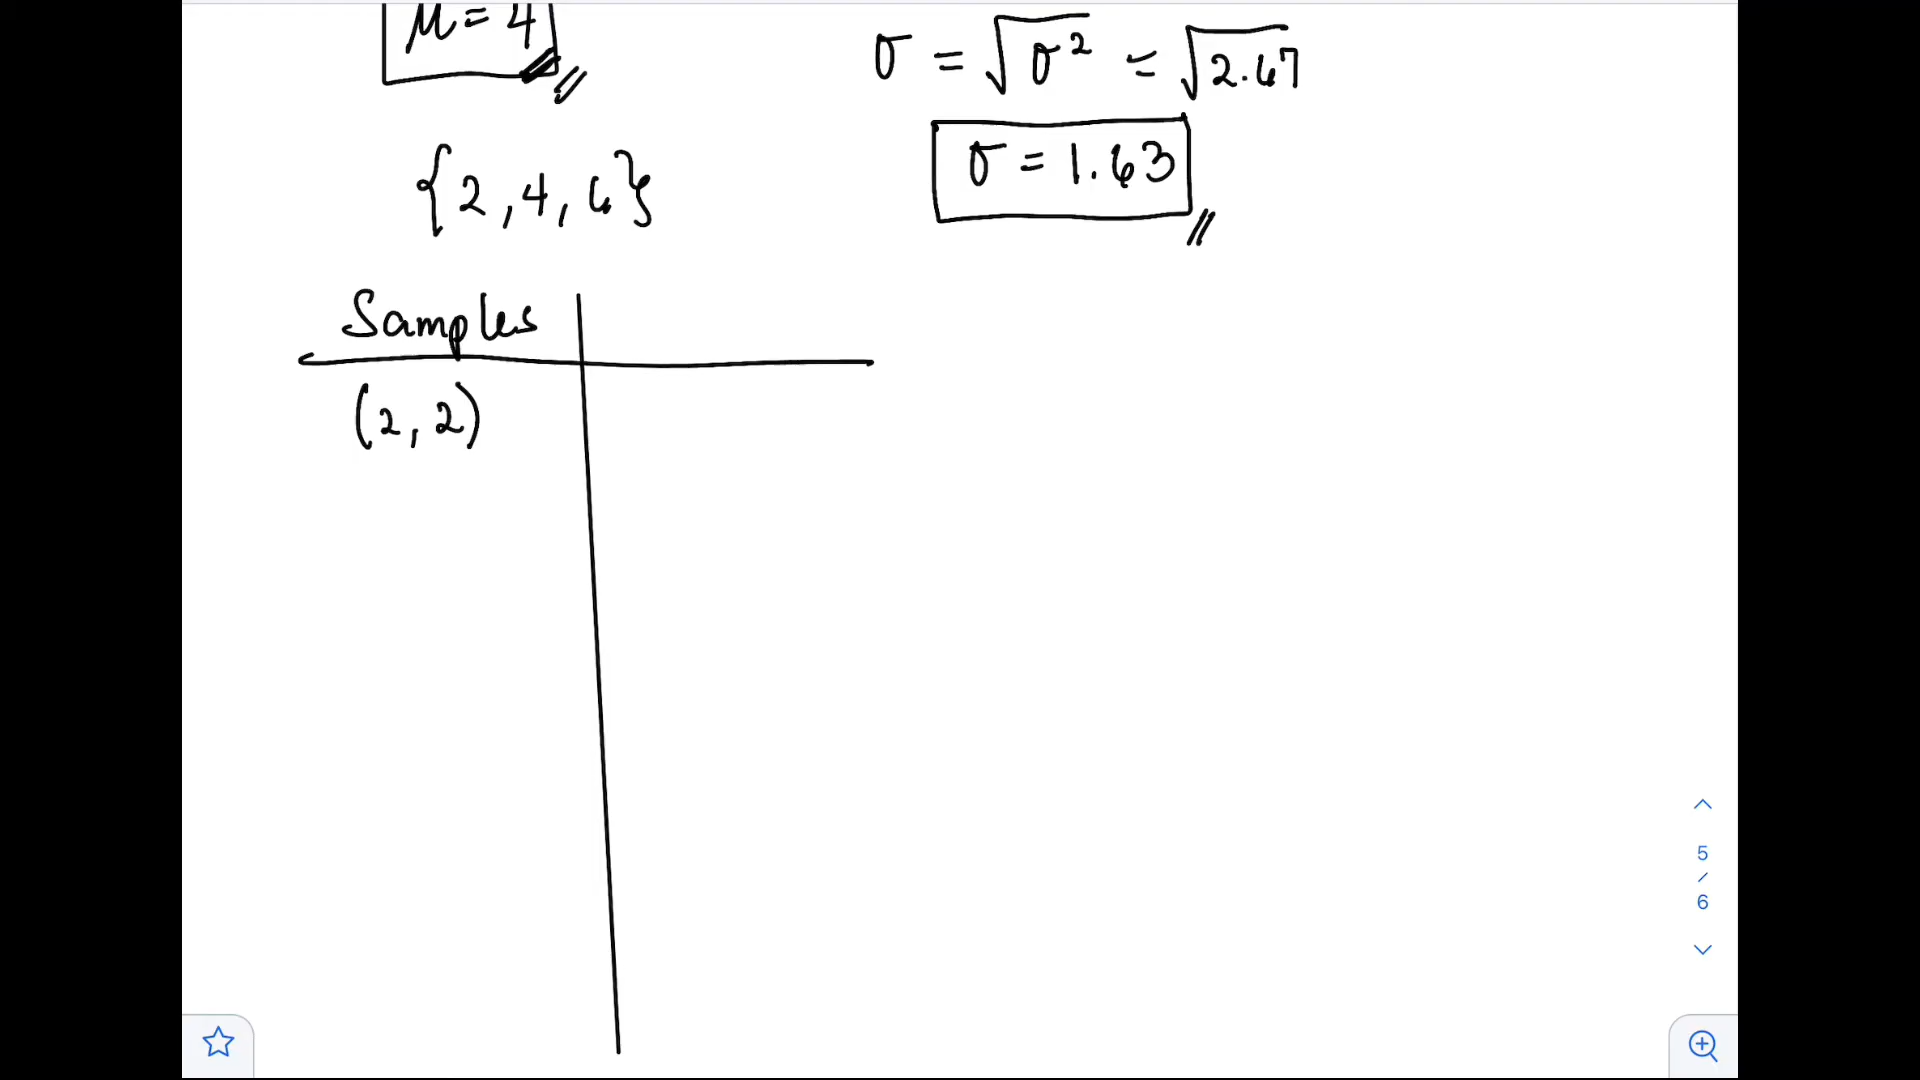 μ = 4
σ = √σ² = √2.67
σ = 1.63
{2, 4, 6}
Samples
(2, 2)
5
/
6